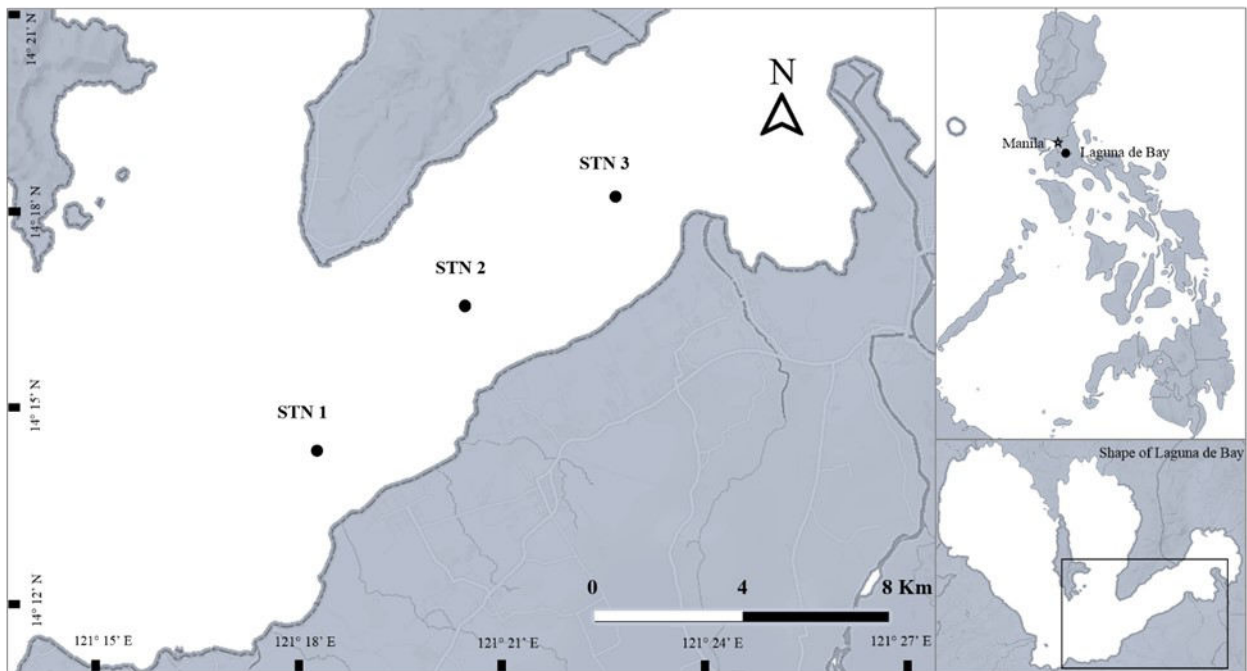 14° 21' N
14° 18' N
14° 15' N
14° 12' N
121° 15' E
121° 18' E
121° 21' E
121° 24' E
121° 27' E
N
STN 3
STN 2
STN 1
0 4 8 Km
Manila
Laguna de Bay
Shape of Laguna de Bay